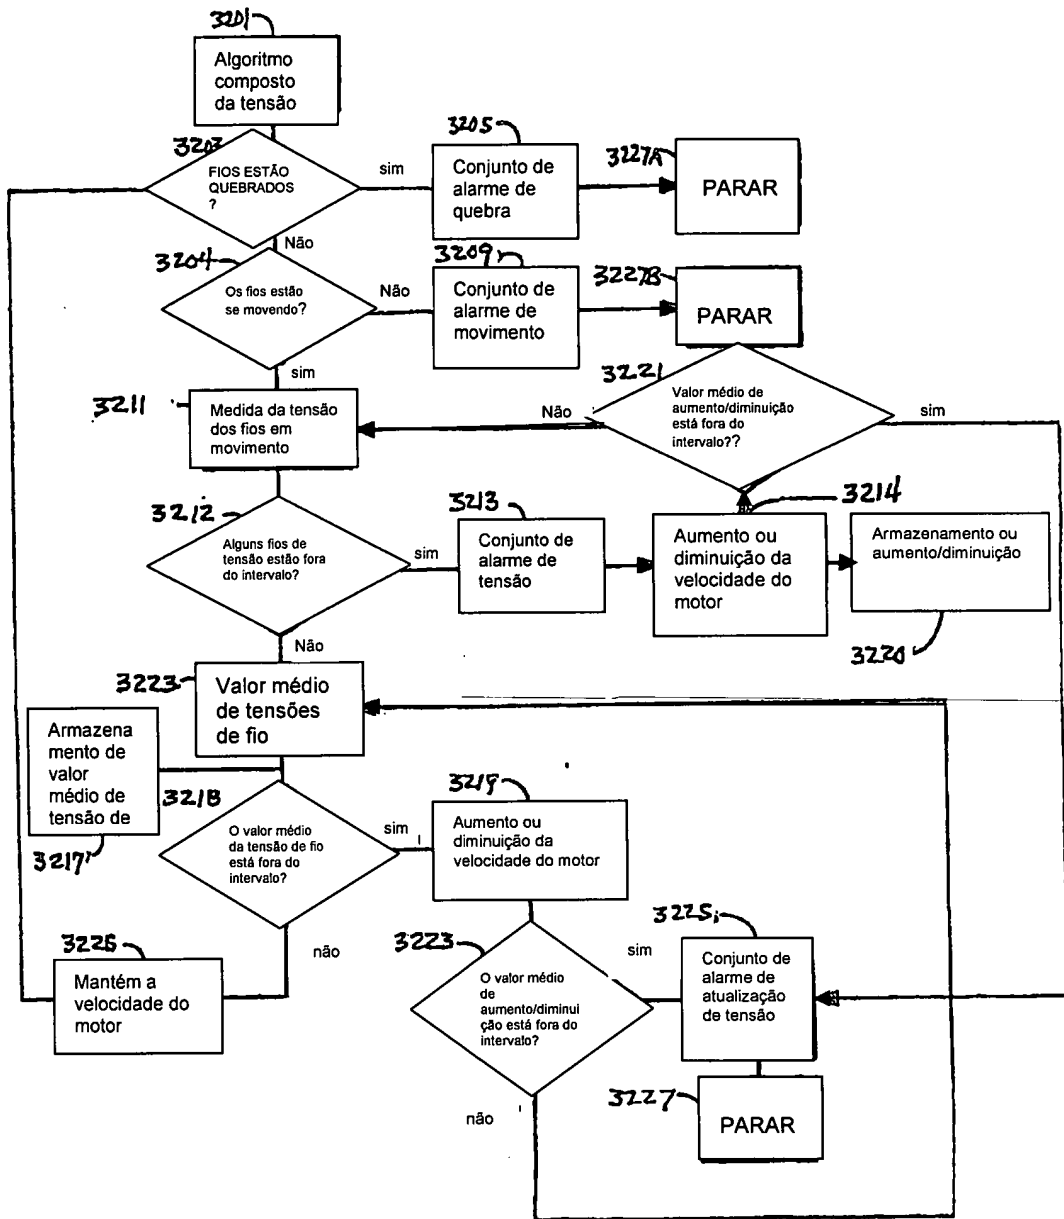 3201
Algoritmo
composto
da tensão
3203
FIOS ESTÃO
QUEBRADOS
?
sim
3205
Conjunto de
alarme de
quebra
3227A
PARAR
Não
3204
Os fios estão
se movendo?
Não
3209
Conjunto de
alarme de
movimento
3227B
PARAR
sim
3211
Medida da tensão
dos fios em
movimento
3221
Valor médio de
aumento/diminuição
está fora do
intervalo??
Não
sim
3212
Alguns fios de
tensão estão fora
do intervalo?
sim
3213
Conjunto de
alarme de
tensão
3214
Aumento ou
diminuição da
velocidade do
motor
Armazenamento ou
aumento/diminuição
3220
Não
3223
Valor médio
de tensões
de fio
Armazena
mento de
valor
médio de
tensão de
3217
3218
O valor médio
da tensão de fio
está fora do
intervalo?
sim
3219
Aumento ou
diminuição da
velocidade do motor
não
3226
Mantém a
velocidade do
motor
3223
O valor médio
de
aumento/diminui
ção está fora do
intervalo?
sim
3225
Conjunto de
alarme de
atualização
de tensão
não
3227
PARAR